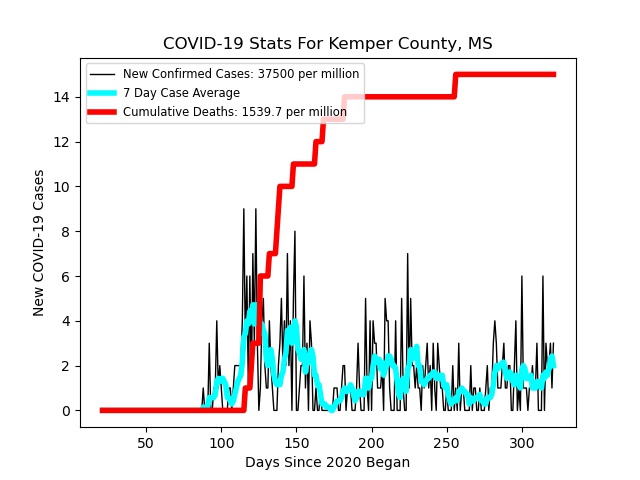 COVID-19 Stats For Kemper County, MS
New Confirmed Cases: 37500 per million
7 Day Case Average
Cumulative Deaths: 1539.7 per million
New COVID-19 Cases
14
12
10
8
6
4
2
0
50
100
150
200
250
300
Days Since 2020 Began